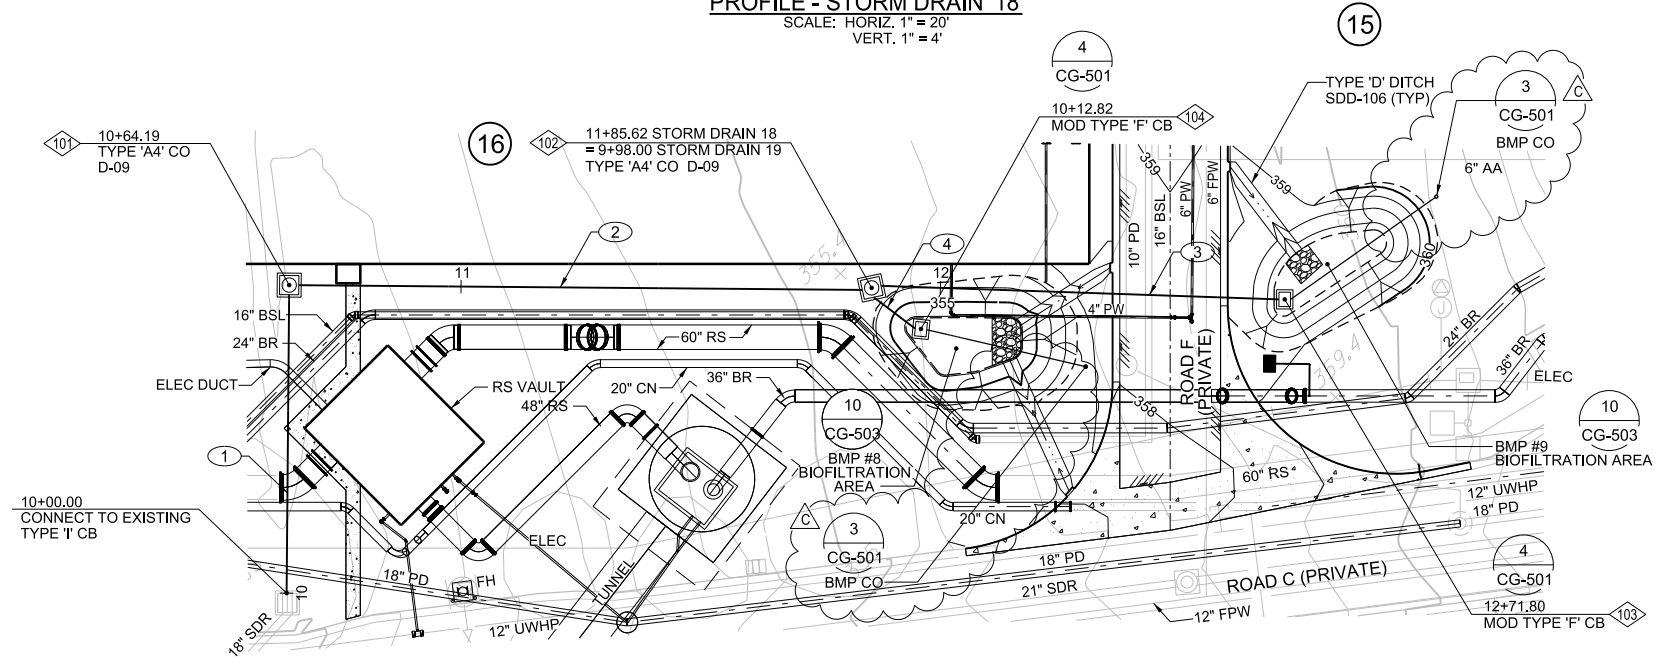 PROFILE - STORM DRAIN 18
SCALE: HORIZ. 1" = 20'
VERT. 1" = 4'
15
4
CG-501
TYPE 'D' DITCH
SDD-106 (TYP)
3
CG-501
C
BMP CO
6" AA
101
10+64.19
TYPE 'A4' CO
D-09
16
102
11+85.62 STORM DRAIN 18
= 9+98.00 STORM DRAIN 19
TYPE 'A4' CO D-09
10+12.82
MOD TYPE 'F' CB
104
359
359
6" PW
6" FPW
10" PD
16" BSL
2
4
3
11
12
355.4
355
360
4" PW
16" BSL
24" BR
60" RS
ELEC DUCT
RS VAULT
20" CN
36" BR
48" RS
ROAD F
(PRIVATE)
358
359.4
J
24" BR
36" BR
ELEC
10
CG-503
BMP #8
BIOFILTRATION
AREA
10
CG-503
BMP #9
BIOFILTRATION AREA
1
60" RS
12" UWHP
18" PD
10+00.00
CONNECT TO EXISTING
TYPE 'I' CB
20" CN
C
3
CG-501
BMP CO
ELEC
18" PD
FH
UNNEL
18" PD
21" SDR
ROAD C (PRIVATE)
4
CG-501
10
18" SDR
12" UWHP
12" FPW
12+71.80
MOD TYPE 'F' CB
103